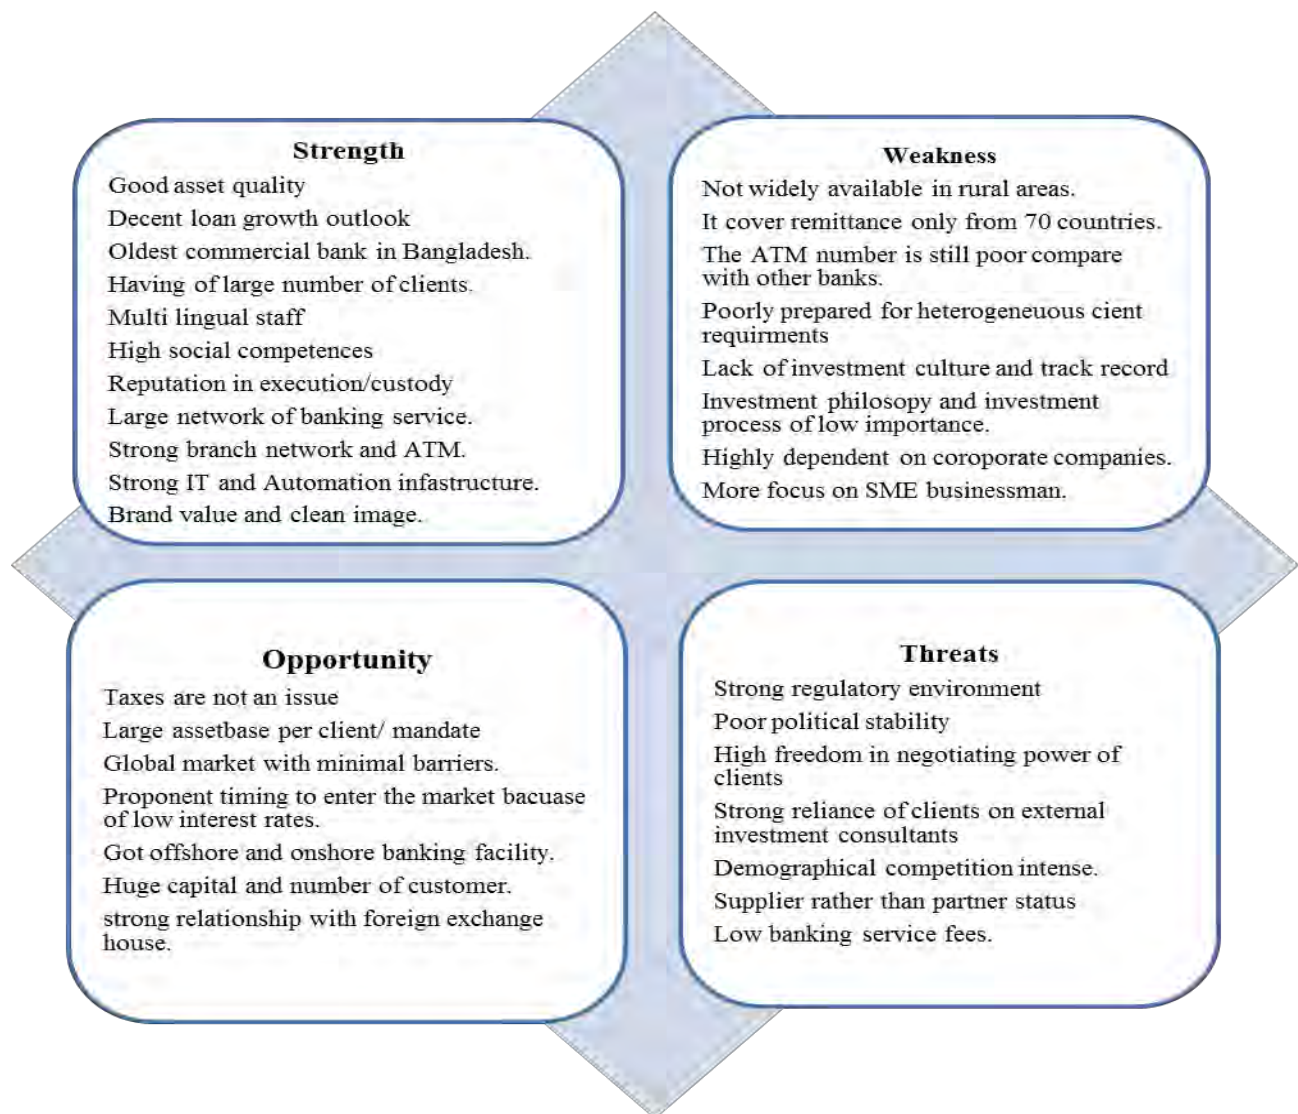 Strength
Good asset quality
Decent loan growth outlook
Oldest commercial bank in Bangladesh.
Having of large number of clients.
Multi lingual staff
High social competences
Reputation in execution/custody
Large network of banking service.
Strong branch network and ATM.
Strong IT and Automation infastructure.
Brand value and clean image.
Weakness
Not widely available in rural areas.
It cover remittance only from 70 countries.
The ATM number is still poor compare
with other banks.
Poorly prepared for heterogeneuous cient
requirments
Lack of investment culture and track record
Investment philosopy and investment
process of low importance.
Highly dependent on coroporate companies.
More focus on SME businessman.
Opportunity
Taxes are not an issue
Large assetbase per client/ mandate
Global market with minimal barriers.
Proponent timing to enter the market bacuase
of low interest rates.
Got offshore and onshore banking facility.
Huge capital and number of customer.
strong relationship with foreign exchange
house.
Threats
Strong regulatory environment
Poor political stability
High freedom in negotiating power of
clients
Strong reliance of clients on external
investment consultants
Demographical competition intense.
Supplier rather than partner status
Low banking service fees.